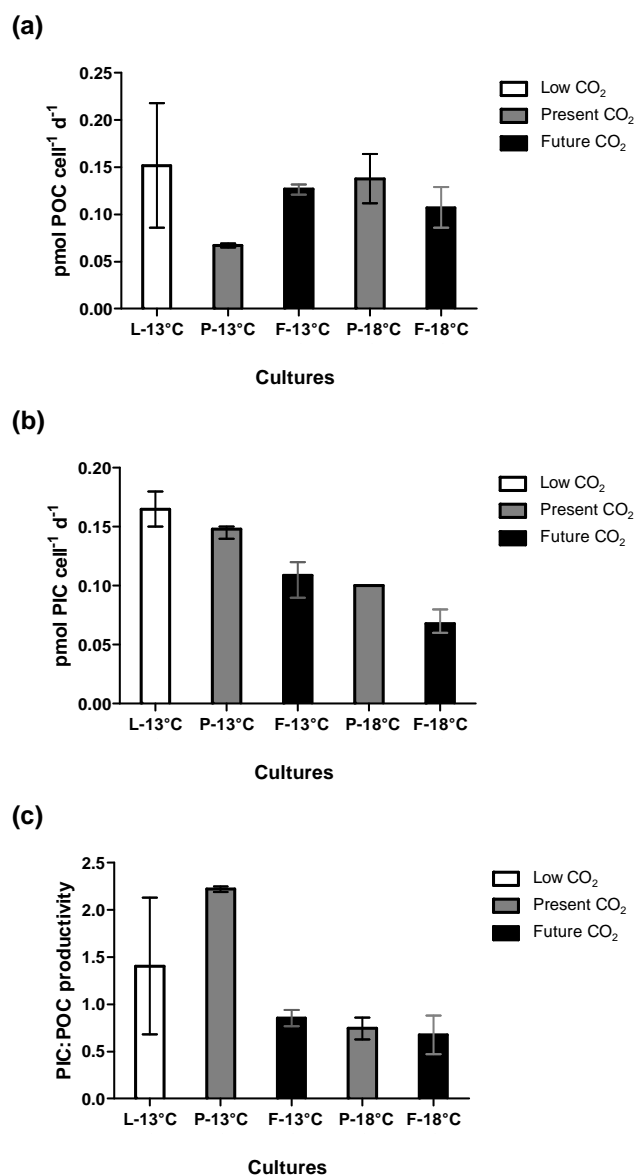 (a)
pmol POC cell⁻¹ d⁻¹
0.25
0.20
0.15
0.10
0.05
0.00
L-13°C P-13°C F-13°C P-18°C F-18°C
Cultures
Low CO₂
Present CO₂
Future CO₂
(b)
pmol PIC cell⁻¹ d⁻¹
0.20
0.15
0.10
0.05
0.00
L-13°C P-13°C F-13°C P-18°C F-18°C
Cultures
Low CO₂
Present CO₂
Future CO₂
(c)
PIC:POC productivity
2.5
2.0
1.5
1.0
0.5
0.0
L-13°C P-13°C F-13°C P-18°C F-18°C
Cultures
Low CO₂
Present CO₂
Future CO₂